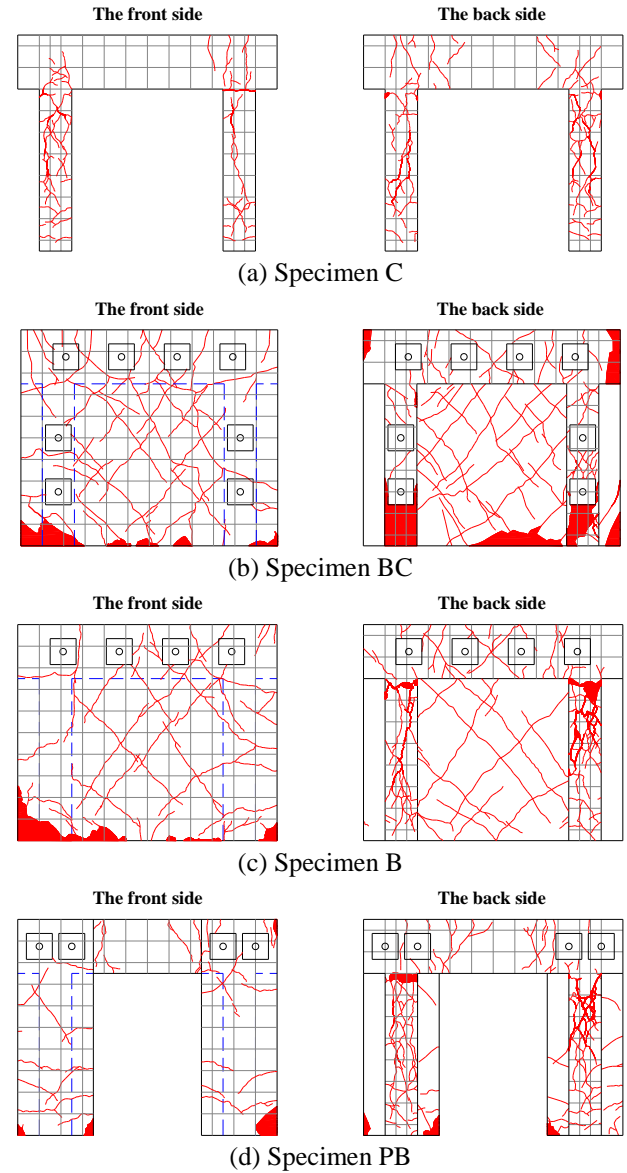 The front side
The back side
(a) Specimen C
The front side
The back side
(b) Specimen BC
The front side
The back side
(c) Specimen B
The front side
The back side
(d) Specimen PB